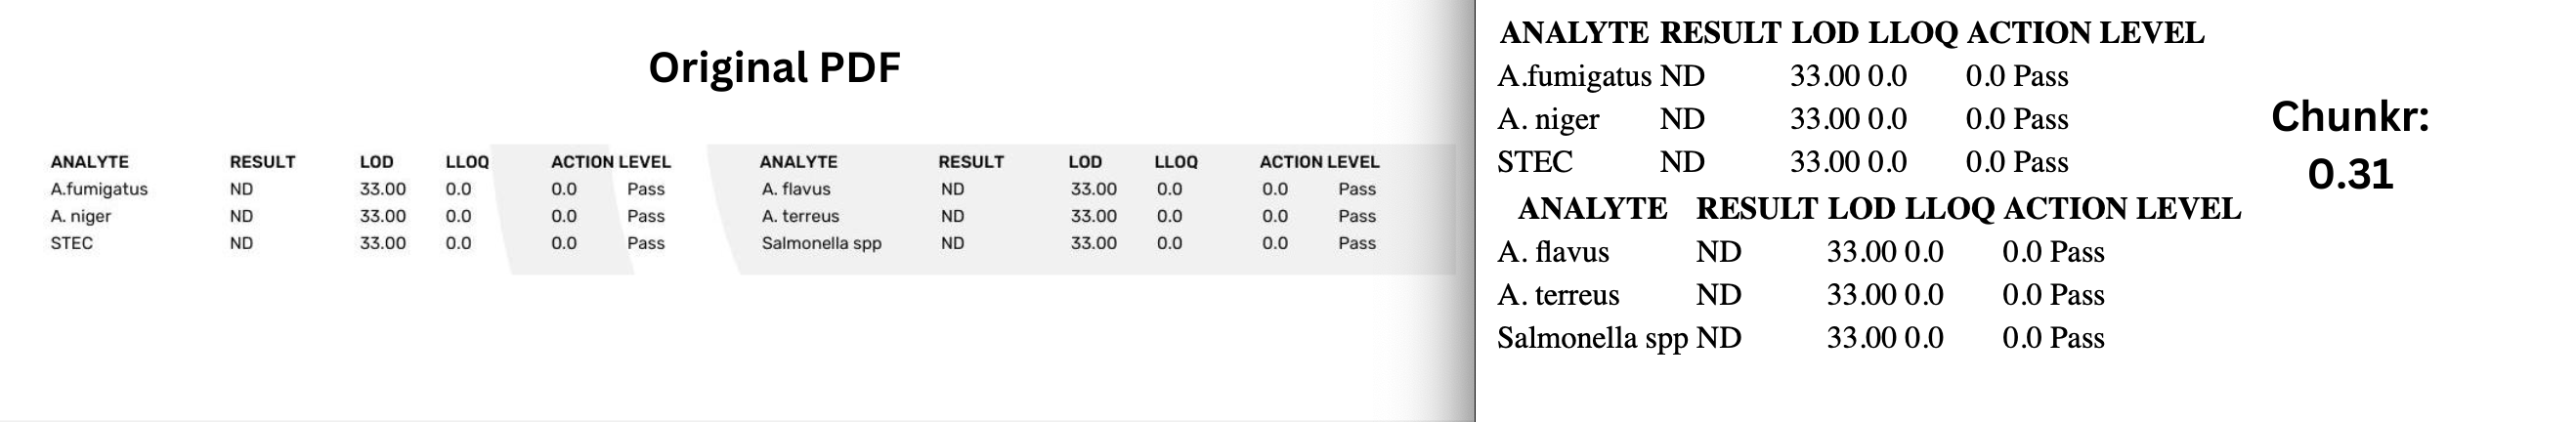 Original PDF
ANALYTE RESULT LOD LLOQ ACTION LEVEL
A.fumigatus ND 33.00 0.0 0.0 Pass
A. niger ND 33.00 0.0 0.0 Pass
STEC ND 33.00 0.0 0.0 Pass
ANALYTE RESULT LOD LLOQ ACTION LEVEL
A. flavus ND 33.00 0.0 0.0 Pass
A. terreus ND 33.00 0.0 0.0 Pass
Salmonella spp ND 33.00 0.0 0.0 Pass
ANALYTE RESULT LOD LLOQ ACTION LEVEL
A.fumigatus ND 33.00 0.0 0.0 Pass
A. niger ND 33.00 0.0 0.0 Pass
STEC ND 33.00 0.0 0.0 Pass
ANALYTE RESULT LOD LLOQ ACTION LEVEL
A. flavus ND 33.00 0.0 0.0 Pass
A. terreus ND 33.00 0.0 0.0 Pass
Salmonella spp ND 33.00 0.0 0.0 Pass
Chunkr:
0.31